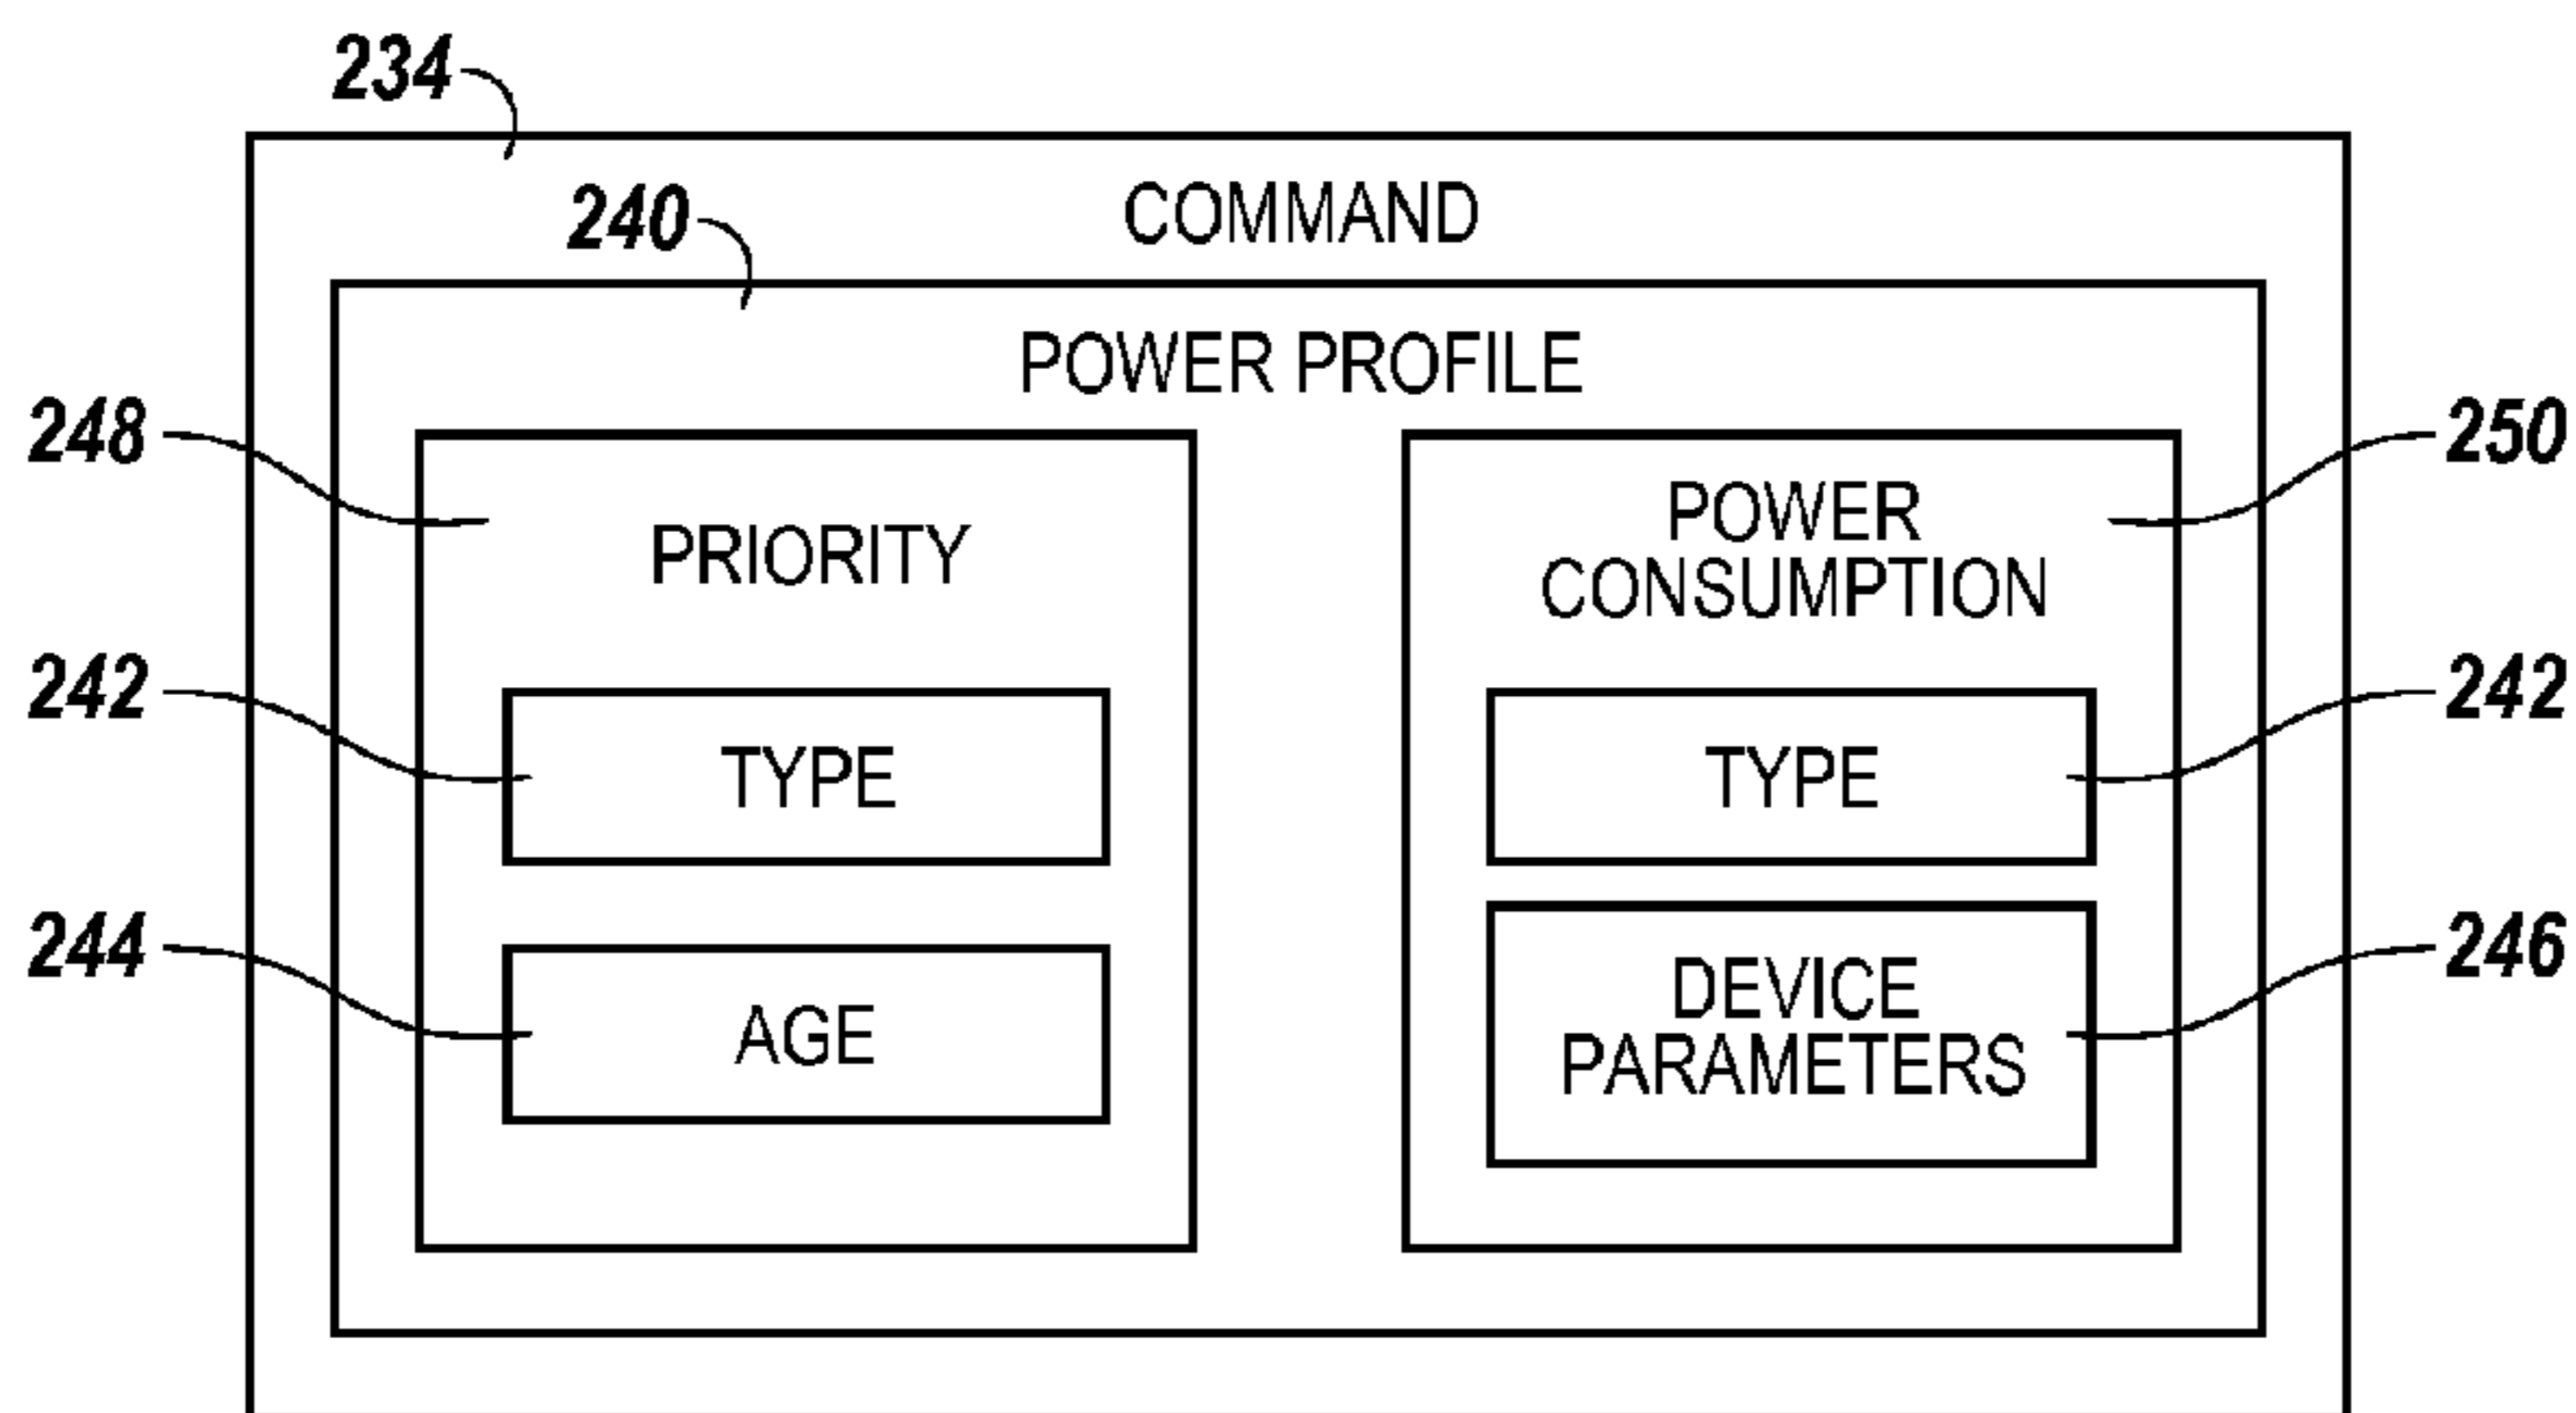 234
COMMAND
240
POWER PROFILE
248
250
PRIORITY
POWER
CONSUMPTION
242
TYPE
TYPE
242
244
AGE
DEVICE
PARAMETERS
246